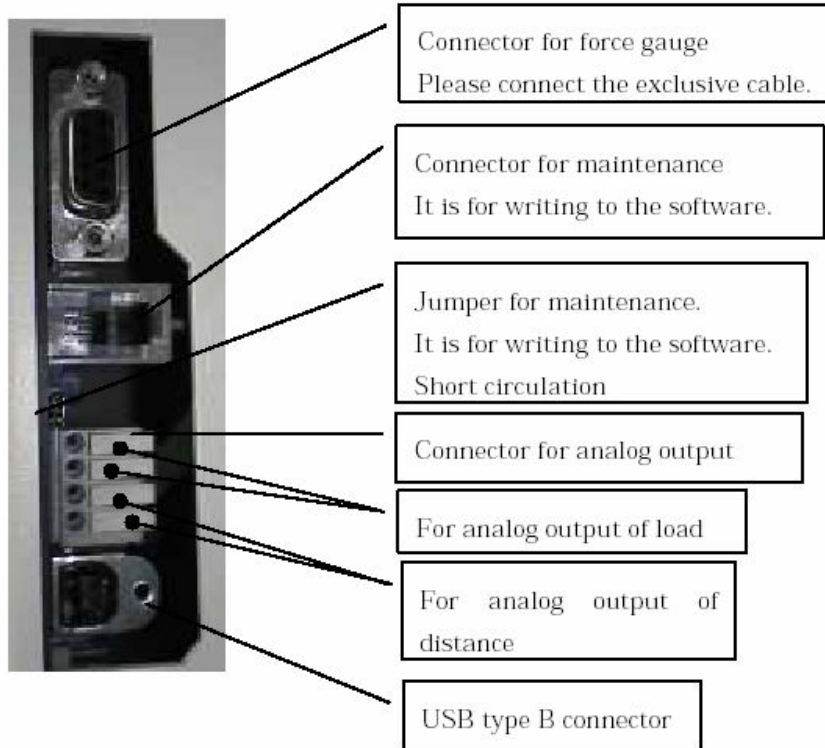 Connector for force gauge
Please connect the exclusive cable.
Connector for maintenance
It is for writing to the software.
Jumper for maintenance.
It is for writing to the software.
Short circulation
Connector for analog output
For analog output of load
For analog output of
distance
USB type B connector